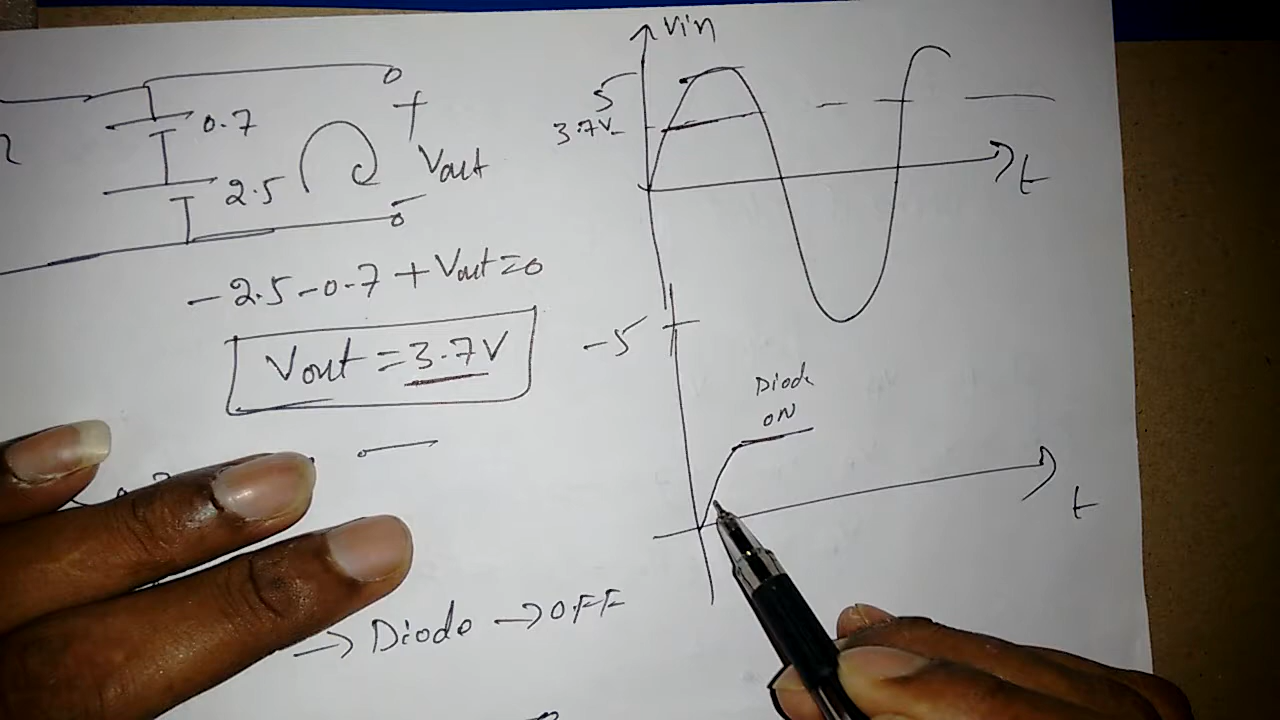 0.7
2.5
+
Vout
-
-2.5-0.7+Vout=0
Vout = 3.7V
→ Diode → OFF
Vin
5
3.7V
t
-5
Diode
ON
t